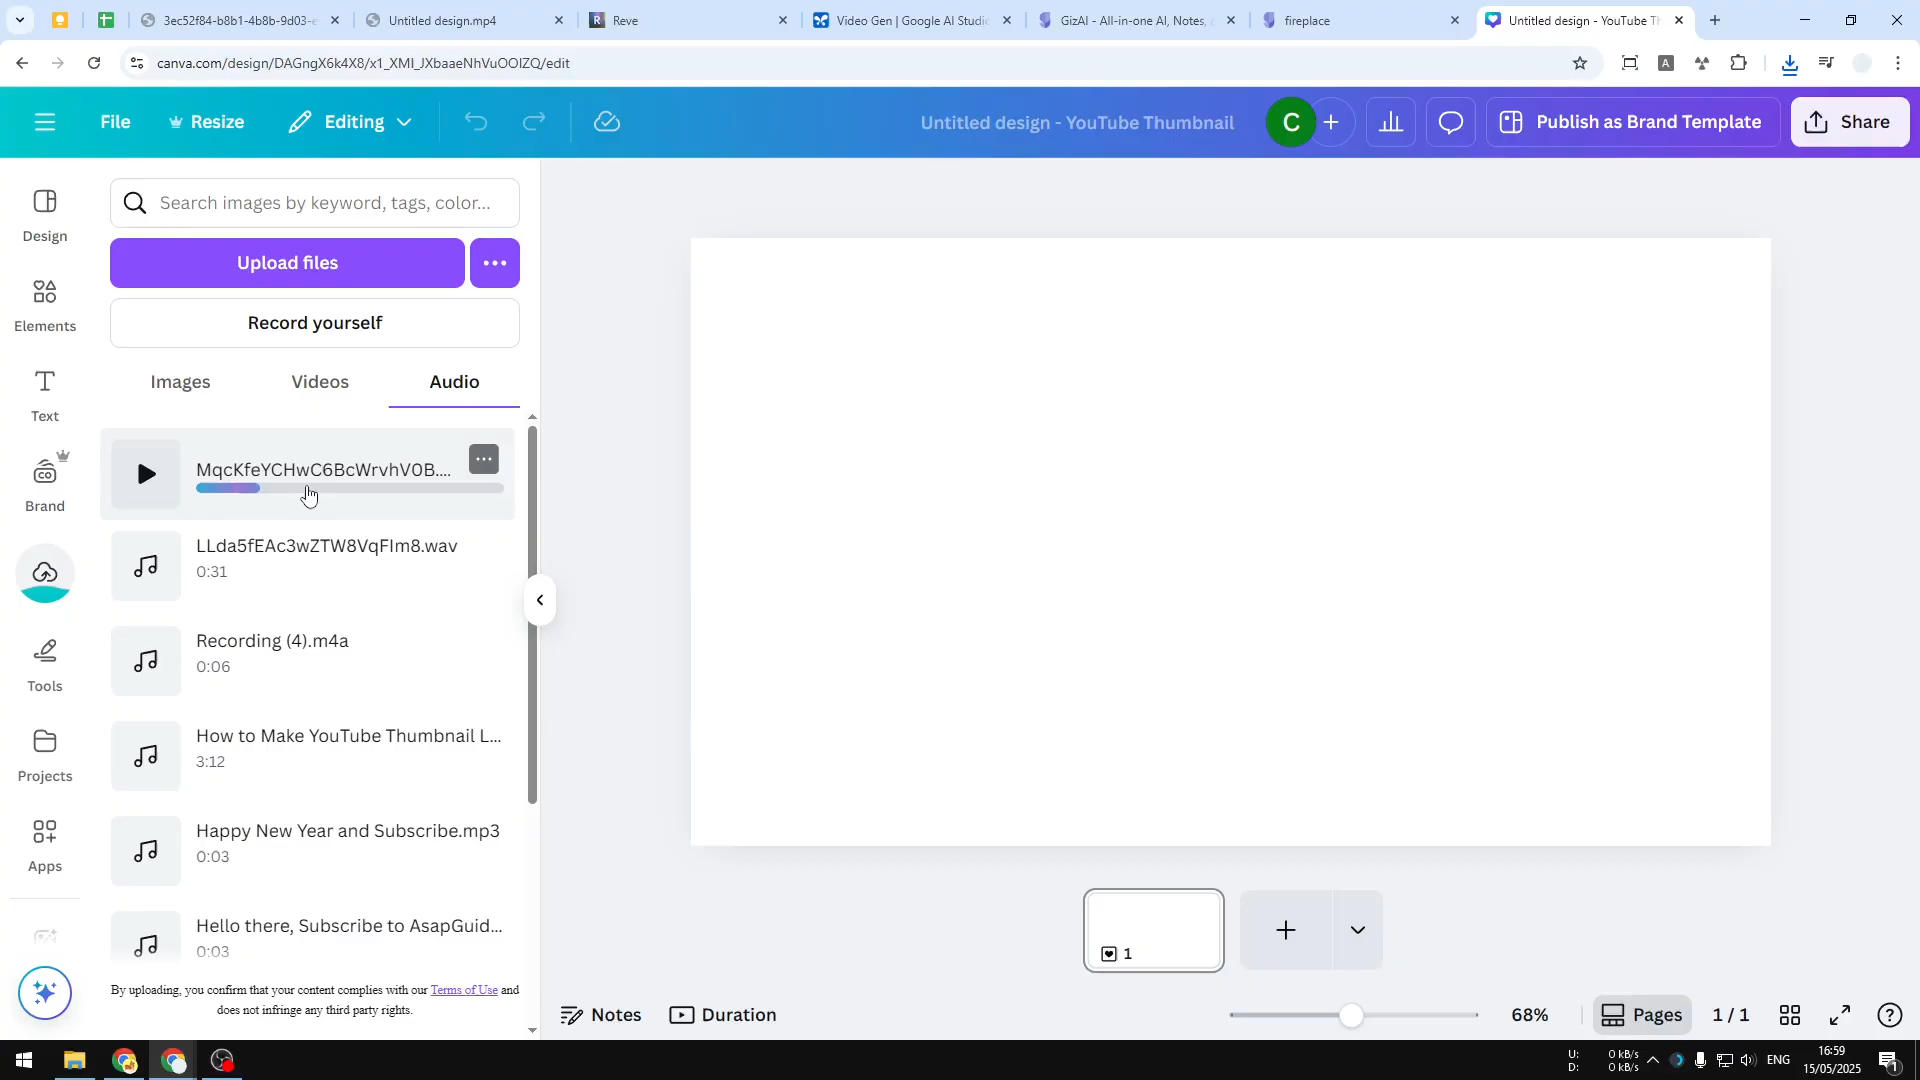 3ec52f84-b8b1-4b8b-9d03-e
Untitled design.mp4
Reve
Video Gen | Google AI Studio
GizAI - All-in-one AI, Notes,
fireplace
Untitled design - YouTube Th
canva.com/design/DAGngX6k4X8/x1_XMI_JXbaaeNhVuOOIZQ/edit
File
Resize
Editing
Untitled design - YouTube Thumbnail
C
Publish as Brand Template
Share
Design
Elements
Text
Brand
Tools
Projects
Apps
Search images by keyword, tags, color...
Upload files
Record yourself
Images
Videos
Audio
MqcKfeYCHwC6BcWrvhV0B....
LLda5fEAc3wZTW8VqFIm8.wav
0:31
Recording (4).m4a
0:06
How to Make YouTube Thumbnail L...
3:12
Happy New Year and Subscribe.mp3
0:03
Hello there, Subscribe to AsapGuid...
0:03
By uploading, you confirm that your content complies with our Terms of Use and
does not infringe any third party rights.
1
Notes
Duration
68%
Pages
1 / 1
U: 0 kB/s
D: 0 kB/s
ENG
16:59
15/05/2025
1